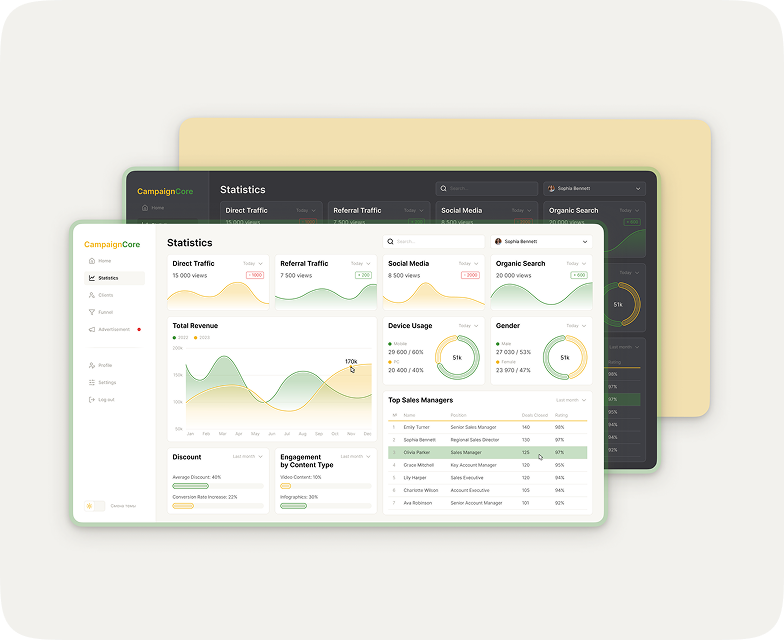 CampaignCore
Statistics
Search...
Sophia Bennett
Home
Direct Traffic
Today
Referral Traffic
Today
Social Media
Today
Organic Search
Today
15 000 views
7 500 views
8 500 views
20 000 views
CampaignCore
Home
Statistics
Clients
Funnel
Advertisement
Profile
Settings
Log out
Statistics
Search...
Sophia Bennett
Direct Traffic
Today
15 000 views
- 1000
Referral Traffic
Today
7 500 views
+ 200
Social Media
Today
8 500 views
- 2000
Organic Search
Today
20 000 views
+ 600
Total Revenue
2022
2023
200k
150k
100k
50k
170k
Jan Feb Mar Apr May Jun Jul Aug Sep Oct Nov Dec
Device Usage
Today
Mobile
29 600 / 60%
PC
20 400 / 40%
51k
Gender
Today
Male
27 030 / 53%
Female
23 970 / 47%
51k
Top Sales Managers
Last month
№ Name Position Deals Closed Rating
1 Emily Turner Senior Sales Manager 140 98%
2 Sophia Bennett Regional Sales Director 130 97%
3 Olivia Parker Sales Manager 125 97%
4 Grace Mitchell Key Account Manager 120 95%
5 Lily Harper Sales Executive 120 94%
6 Charlotte Wilson Account Executive 105 94%
7 Ava Robinson Senior Account Manager 101 92%
Discount
Last month
Average Discount: 40%
Conversion Rate Increase: 22%
Engagement
by Content Type
Last month
Video Content: 10%
Infographics: 30%
Today
51k
Last month
Rating
98%
97%
97%
95%
94%
94%
92%